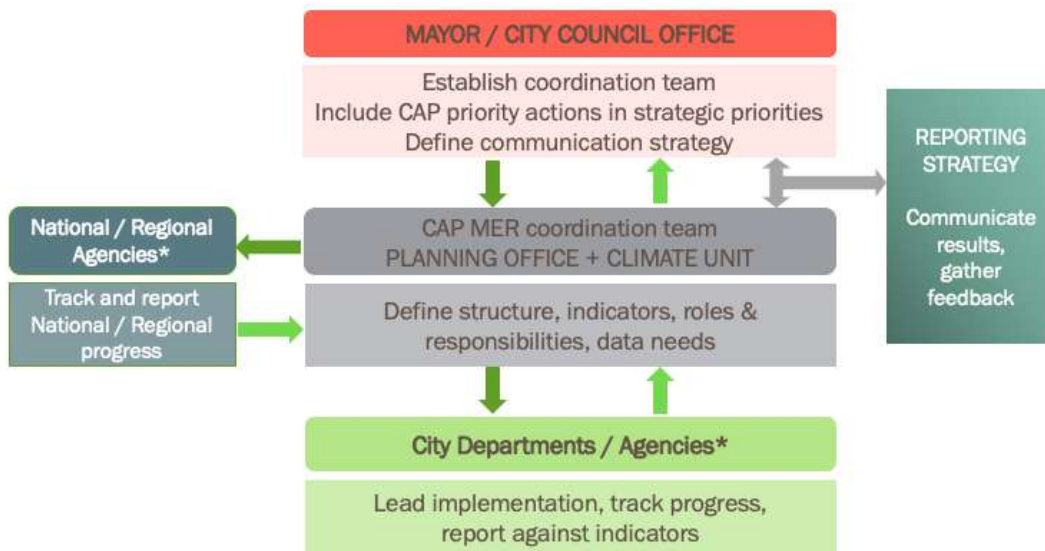 MAYOR / CITY COUNCIL OFFICE
Establish coordination team
Include CAP priority actions in strategic priorities
Define communication strategy
REPORTING
STRATEGY
Communicate
results,
gather
feedback
National / Regional
Agencies*
Track and report
National / Regional
progress
CAP MER coordination team
PLANNING OFFICE + CLIMATE UNIT
Define structure, indicators, roles &
responsibilities, data needs
City Departments / Agencies*
Lead implementation, track progress,
report against indicators